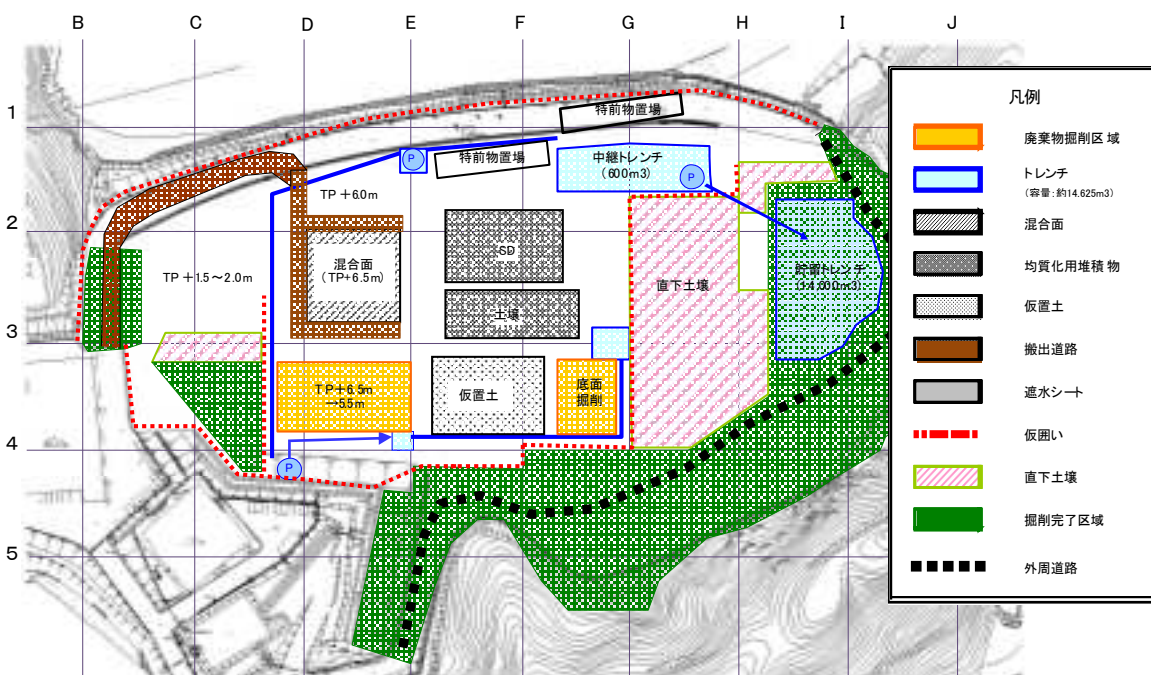 B C D E F G H I J
1
2
3
4
5
特前物置場
特前物置場
中継トレンチ
(600m3)
P
P
P
TP+6.0m
TP+1.5～2.0m
混合面
(TP+6.5m)
SD
土壌
直下土壌
貯留トレンチ
(14,000m3)
TP+6.5m
→5.5m
仮置土
底面
掘削
凡例
廃棄物掘削区域
トレンチ
(容量:約14.625m3)
混合面
均質化用堆積物
仮置土
搬出道路
遮水シート
仮囲い
直下土壌
掘削完了区域
外周道路